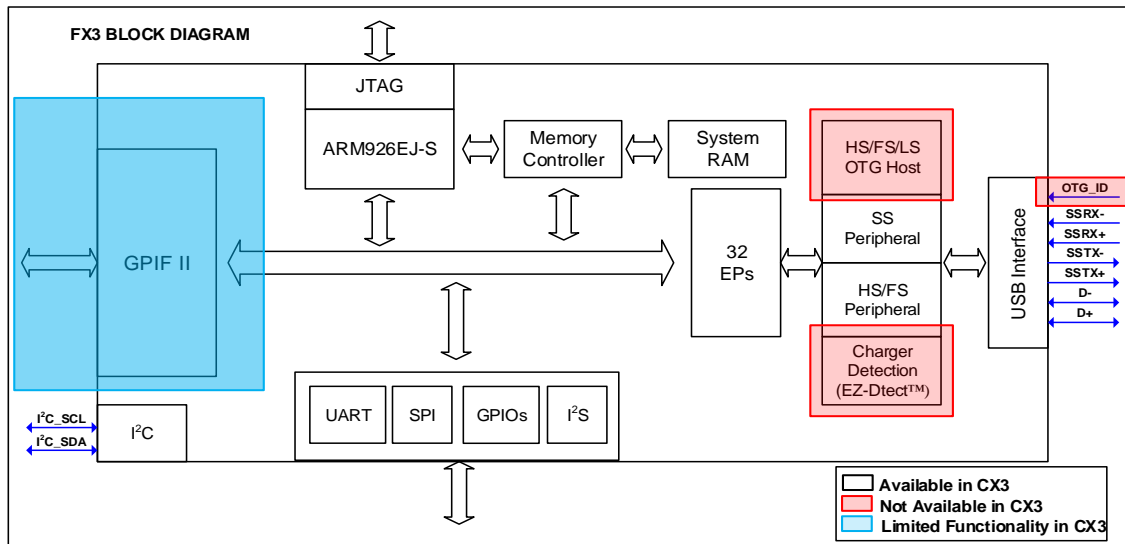 FX3 BLOCK DIAGRAM
JTAG
ARM926EJ-S
Memory
Controller
System
RAM
HS/FS/LS
OTG Host
SS
Peripheral
HS/FS
Peripheral
Charger
Detection
(EZ-Dtect™)
32
EPs
USB Interface
OTG_ID
SSRX-
SSRX+
SSTX-
SSTX+
D-
D+
GPIF II
UART
SPI
GPIOs
I²S
I²C_SCL
I²C_SDA
I²C
Available in CX3
Not Available in CX3
Limited Functionality in CX3